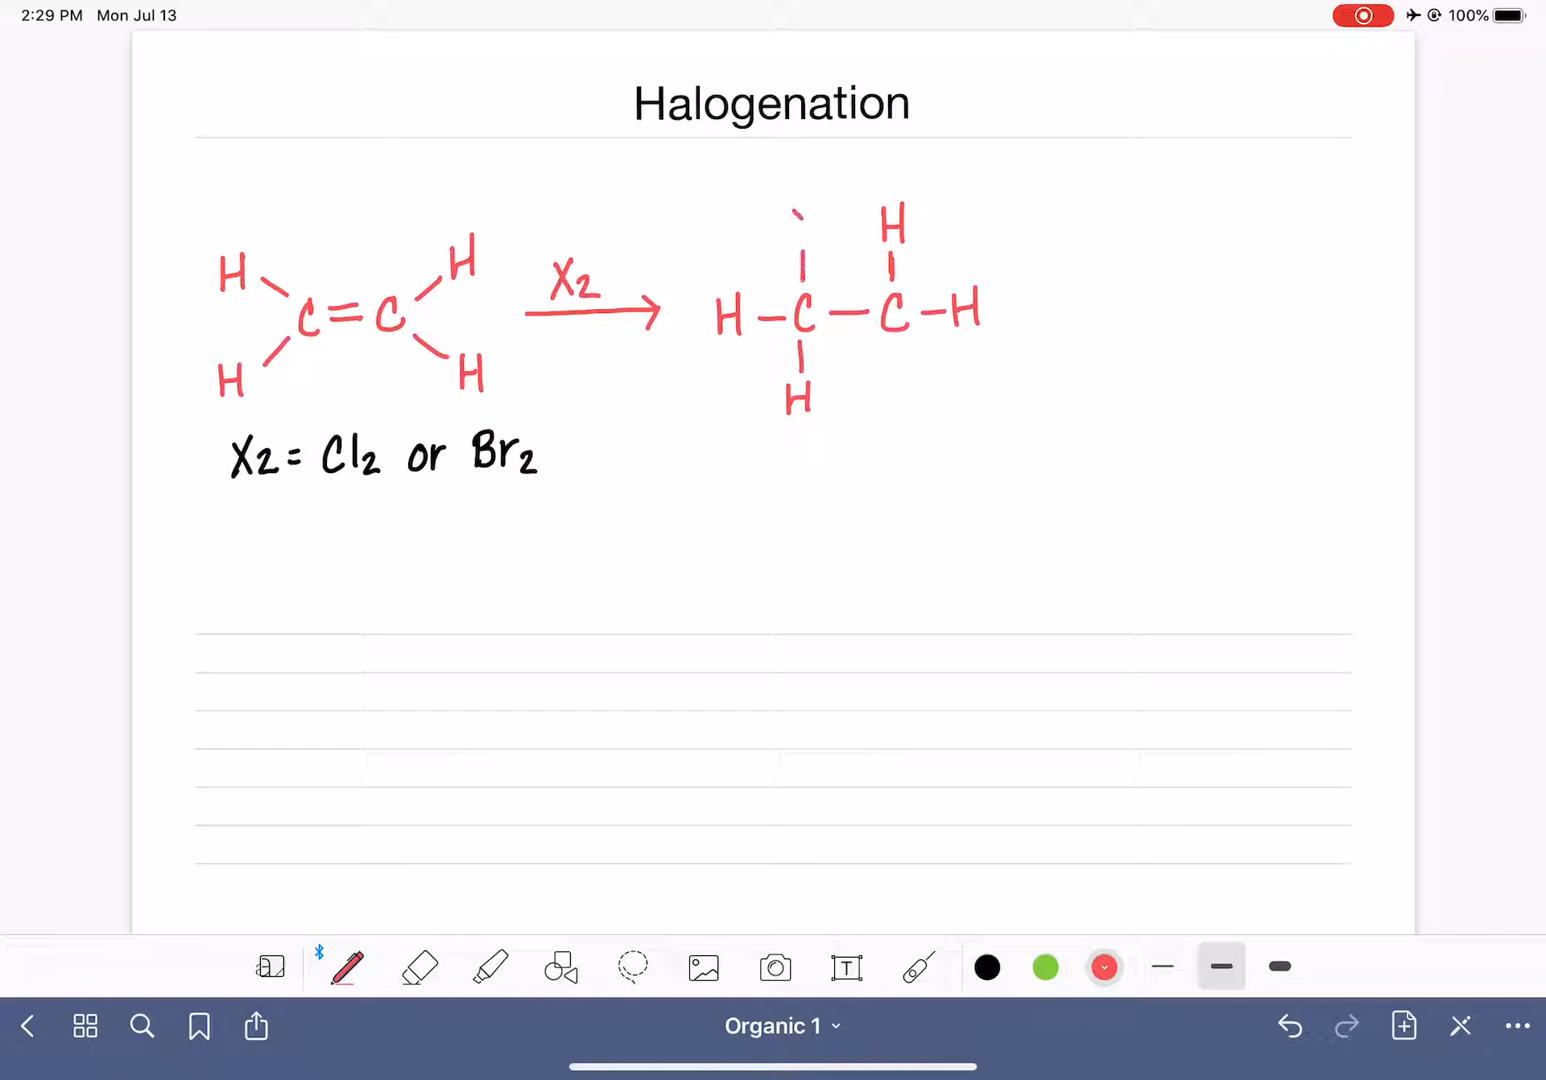 2:29 PM Mon Jul 13
100%
Halogenation
H H
X2
C=C
H H
H
H-C-C-H
H
X2 = Cl2 or Br2
T
Organic 1